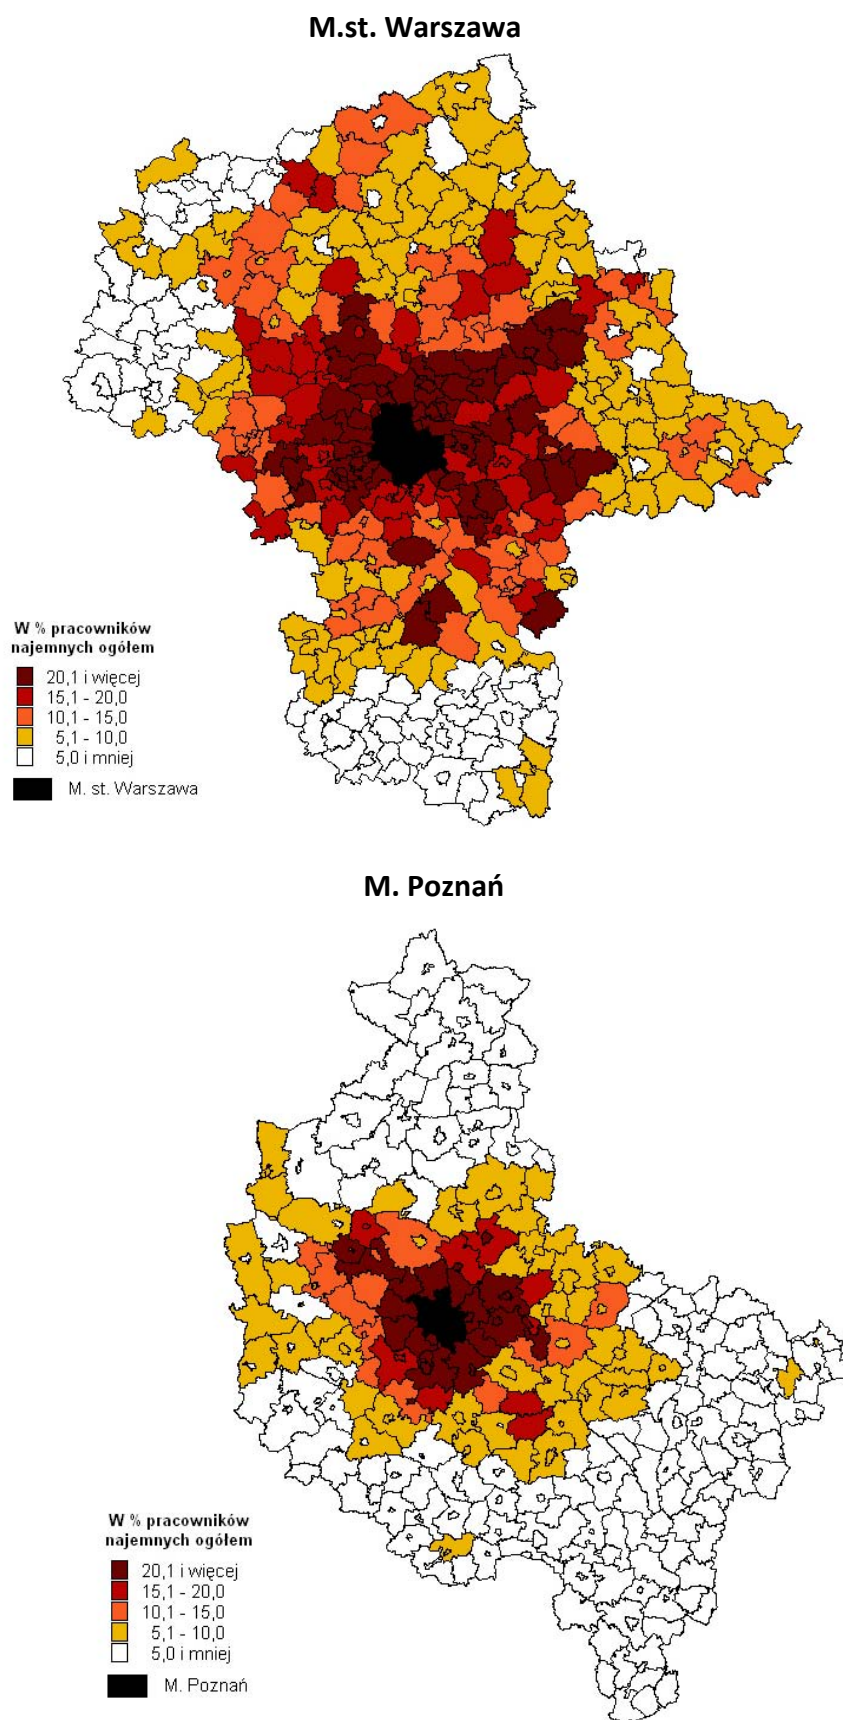 M.st. Warszawa
W % pracowników
najemnych ogółem
20,1 i więcej
15,1 - 20,0
10,1 - 15,0
5,1 - 10,0
5,0 i mniej
M. st. Warszawa
M. Poznań
W % pracowników
najemnych ogółem
20,1 i więcej
15,1 - 20,0
10,1 - 15,0
5,1 - 10,0
5,0 i mniej
M. Poznań